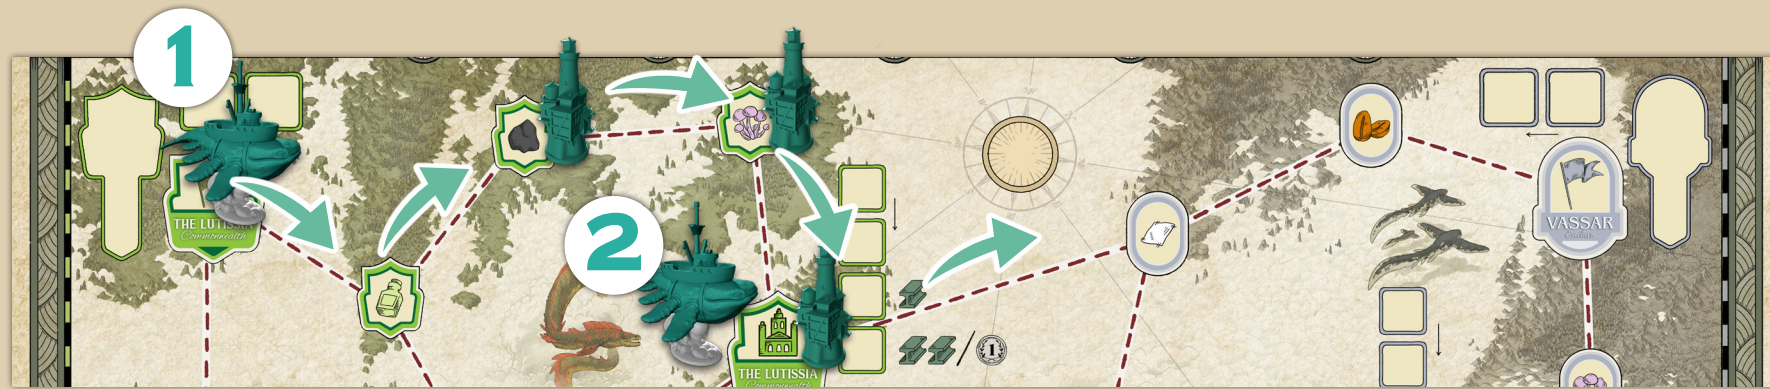 1
THE LUTISSIA
Commonwealth
2
1
VASSAR
THE LUTISSIA
Commonwealth